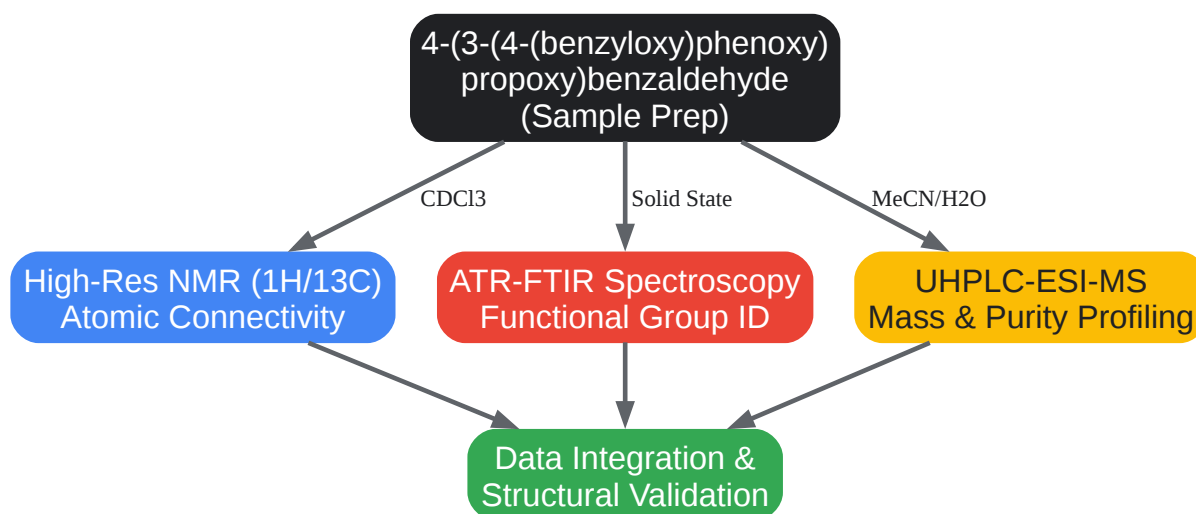 4-(3-(4-(benzyloxy)phenoxy)
propoxy)benzaldehyde
(Sample Prep)
CDCl3
Solid State
MeCN/H2O
High-Res NMR (1H/13C)
Atomic Connectivity
ATR-FTIR Spectroscopy
Functional Group ID
UHPLC-ESI-MS
Mass & Purity Profiling
Data Integration &
Structural Validation